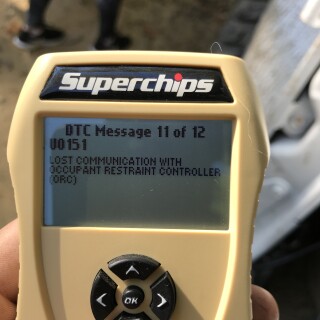 Superchips
DTC Message 11 of 12
U0151
LOST COMMUNICATION WITH
OCCUPANT RESTRAINT CONTROLLER
(ORC)
OK